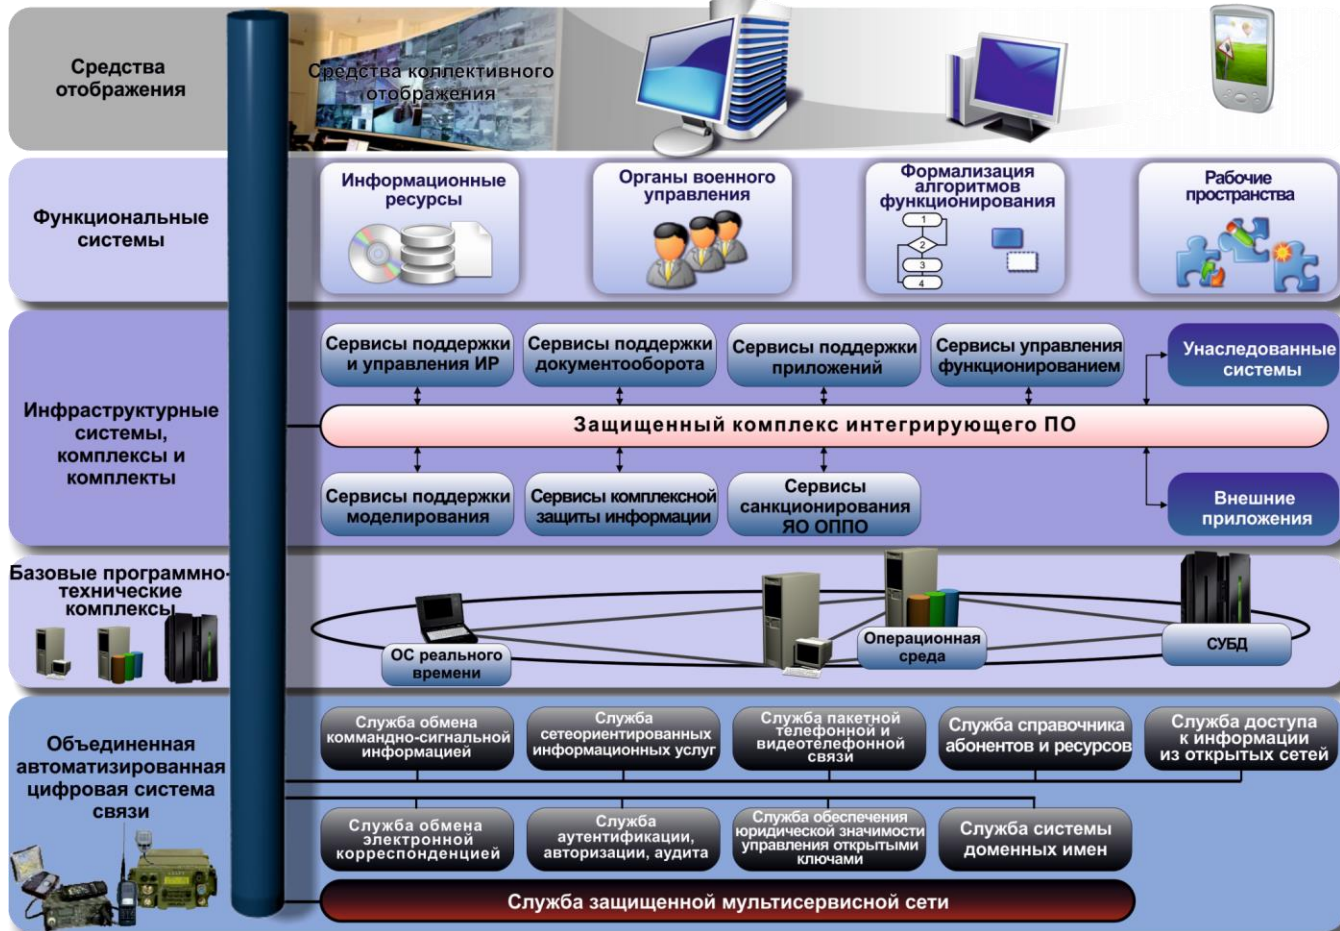 Средства
отображения
Средства коллективного
отображения
Функциональные
системы
Информационные
ресурсы
Органы военного
управления
Формализация
алгоритмов
функционирования
1
2
3
4
Рабочие
пространства
Инфраструктурные
системы,
комплексы и
комплекты
Сервисы поддержки
и управления ИР
Сервисы поддержки
документооборота
Сервисы поддержки
приложений
Сервисы управления
функционированием
Унаследованные
системы
Защищенный комплекс интегрирующего ПО
Сервисы поддержки
моделирования
Сервисы комплексной
защиты информации
Сервисы
санкционирования
ЯО ОППО
Внешние
приложения
Базовые программно-
технические
комплексы
ОС реального
времени
Операционная
среда
СУБД
Объединенная
автоматизированная
цифровая система
связи
Служба обмена
коммандно-сигнальной
информацией
Служба
сетеориентированных
информационных услуг
Служба пакетной
телефонной и
видеотелефонной
связи
Служба справочника
абонентов и ресурсов
Служба доступа
к информации
из открытых сетей
Служба обмена
электронной
корреспонденцией
Служба
аутентификации,
авторизации, аудита
Служба обеспечения
юридической значимости
управления открытыми
ключами
Служба системы
доменных имен
Служба защищенной мультисервисной сети